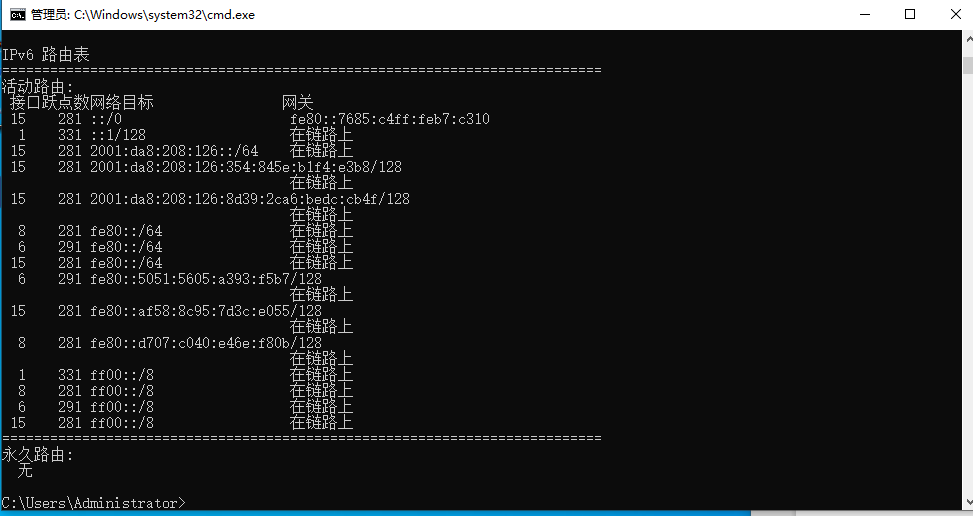 管理员: C:\Windows\system32\cmd.exe
IPv6 路由表
===========================================================================
活动路由:
接口跃点数网络目标 网关
15 281 ::/0 fe80::7685:c4ff:feb7:c310
1 331 ::1/128 在链路上
15 281 2001:da8:208:126::/64 在链路上
15 281 2001:da8:208:126:354:845e:b1f4:e3b8/128
在链路上
15 281 2001:da8:208:126:8d39:2ca6:bedc:cb4f/128
在链路上
8 281 fe80::/64 在链路上
6 291 fe80::/64 在链路上
15 281 fe80::/64 在链路上
6 291 fe80::5051:5605:a393:f5b7/128
在链路上
15 281 fe80::af58:8c95:7d3c:e055/128
在链路上
8 281 fe80::d707:c040:e46e:f80b/128
在链路上
1 331 ff00::/8 在链路上
8 281 ff00::/8 在链路上
6 291 ff00::/8 在链路上
15 281 ff00::/8 在链路上
===========================================================================
永久路由:
无
C:\Users\Administrator>